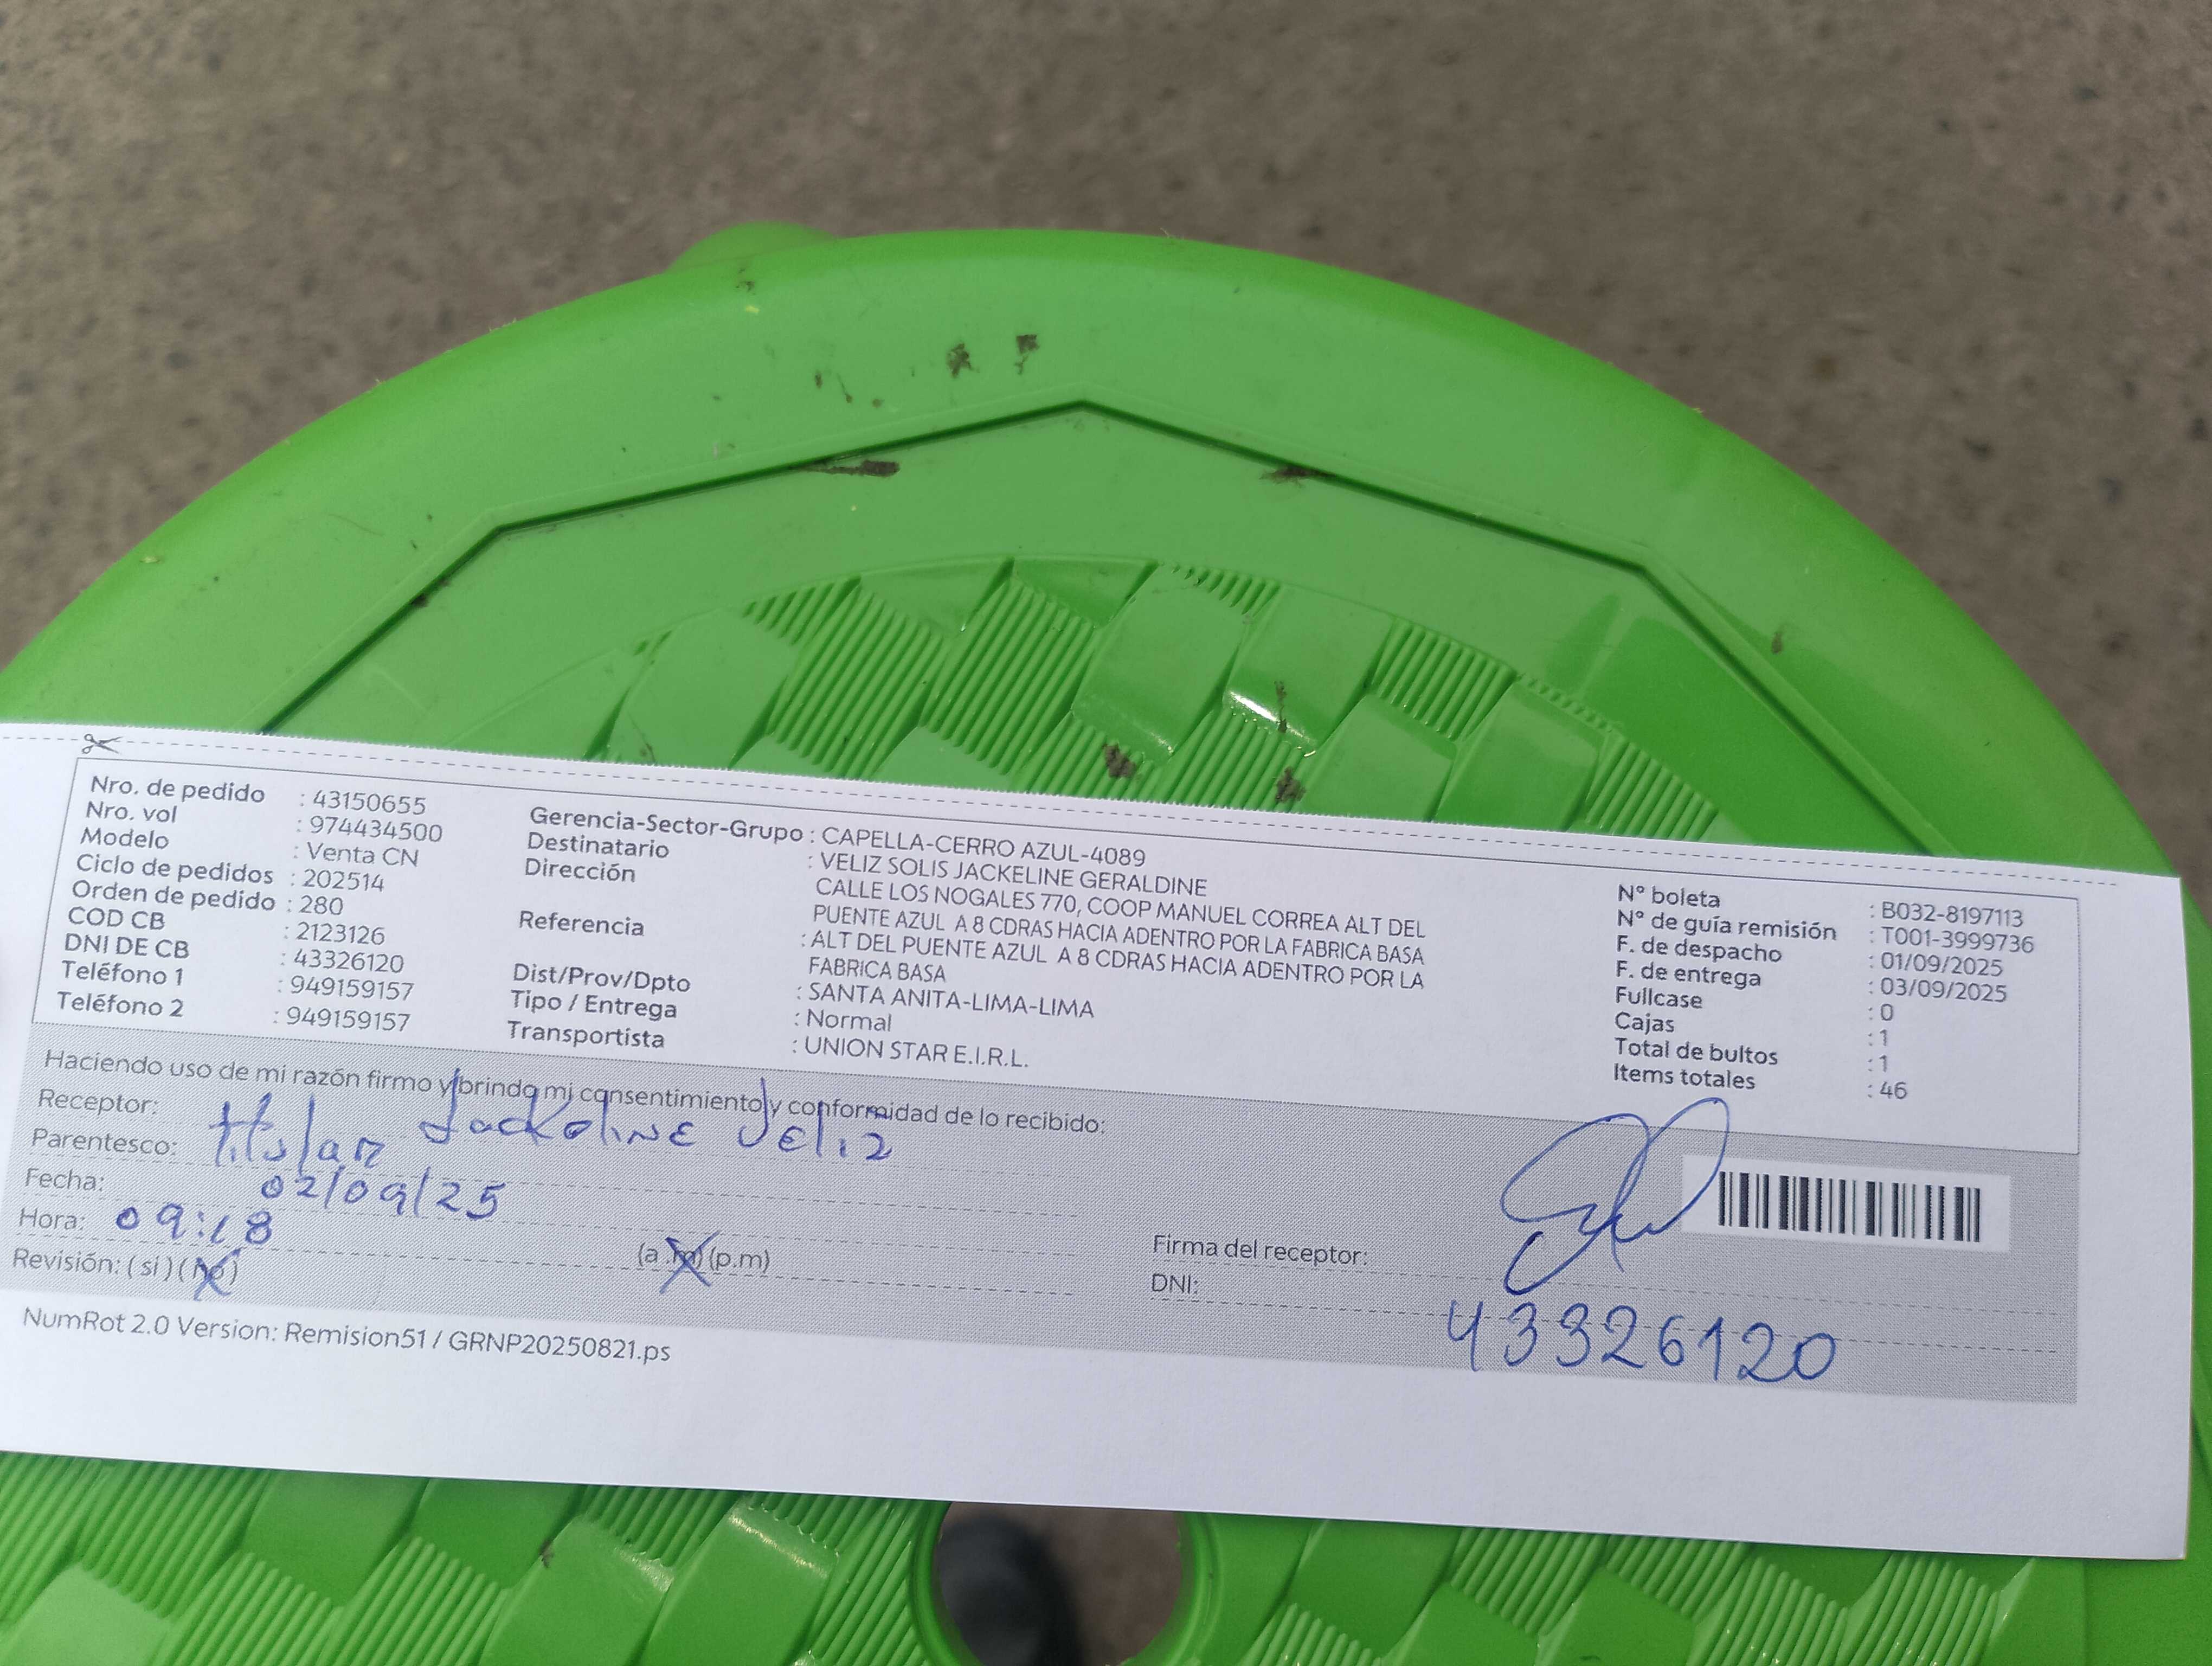 Nro. de pedido : 43150655
Nro. vol : 974434500
Modelo : Venta CN
Ciclo de pedidos : 202514
Orden de pedido : 280
COD CB : 2123126
DNI DE CB : 43326120
Teléfono 1 : 949159157
Teléfono 2 : 949159157
Gerencia-Sector-Grupo : CAPELLA-CERRO AZUL-4089
Destinatario : VELIZ SOLIS JACKELINE GERALDINE
Dirección CALLE LOS NOGALES 770, COOP MANUEL CORREA ALT DEL
PUENTE AZUL A 8 CDRAS HACIA ADENTRO POR LA FABRICA BASA
Referencia : ALT DEL PUENTE AZUL A 8 CDRAS HACIA ADENTRO POR LA
FABRICA BASA
Dist/Prov/Dpto : SANTA ANITA-LIMA-LIMA
Tipo / Entrega : Normal
Transportista : UNION STAR E.I.R.L.
N° boleta : B032-8197113
N° de guía remisión : T001-3999736
F. de despacho : 01/09/2025
F. de entrega : 03/09/2025
Fullcase : 0
Cajas : 1
Total de bultos : 1
Items totales : 46
Haciendo uso de mi razón firmo y brindo mi consentimiento y conformidad de lo recibido:
Receptor: Jackeline Veliz
Parentesco: titular
Fecha: 02/09/25
Hora: 09:18 (a.m) (p.m)
Revisión: (si) (no)
Firma del receptor:
DNI: 43326120
NumRot 2.0 Version: Remision51 / GRNP20250821.ps